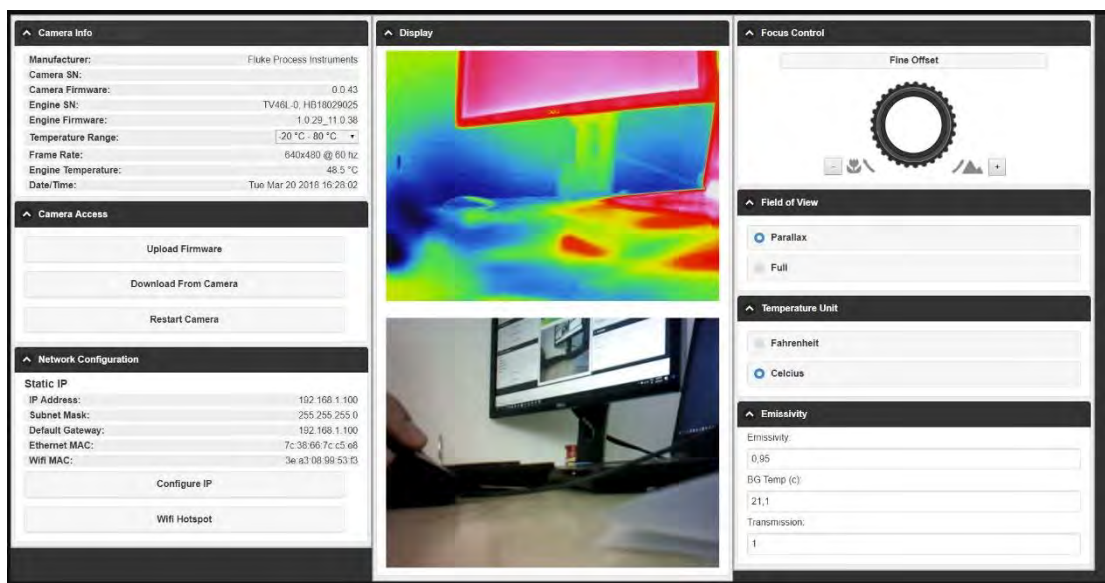 Camera Info
Manufacturer: Fluke Process Instruments
Camera SN:
Camera Firmware: 0.0.43
Engine SN: TV46L-0, HB18029025
Engine Firmware: 1.0.29_11.0.38
Temperature Range: -20 °C - 80 °C
Frame Rate: 640x480 @ 60 hz
Engine Temperature: 48.5 °C
Date/Time: Tue Mar 20 2018 16:28:02
Camera Access
Upload Firmware
Download From Camera
Restart Camera
Network Configuration
Static IP
IP Address: 192.168.1.100
Subnet Mask: 255.255.255.0
Default Gateway: 192.168.1.100
Ethernet MAC: 7c:38:66:7c:c5:e8
Wifi MAC: 3e:a3:08:99:53:f3
Configure IP
Wifi Hotspot
Display
Focus Control
Fine Offset
-
+
Field of View
Parallax
Full
Temperature Unit
Fahrenheit
Celcius
Emissivity
Emissivity:
0,95
BG Temp (c):
21,1
Transmission:
1